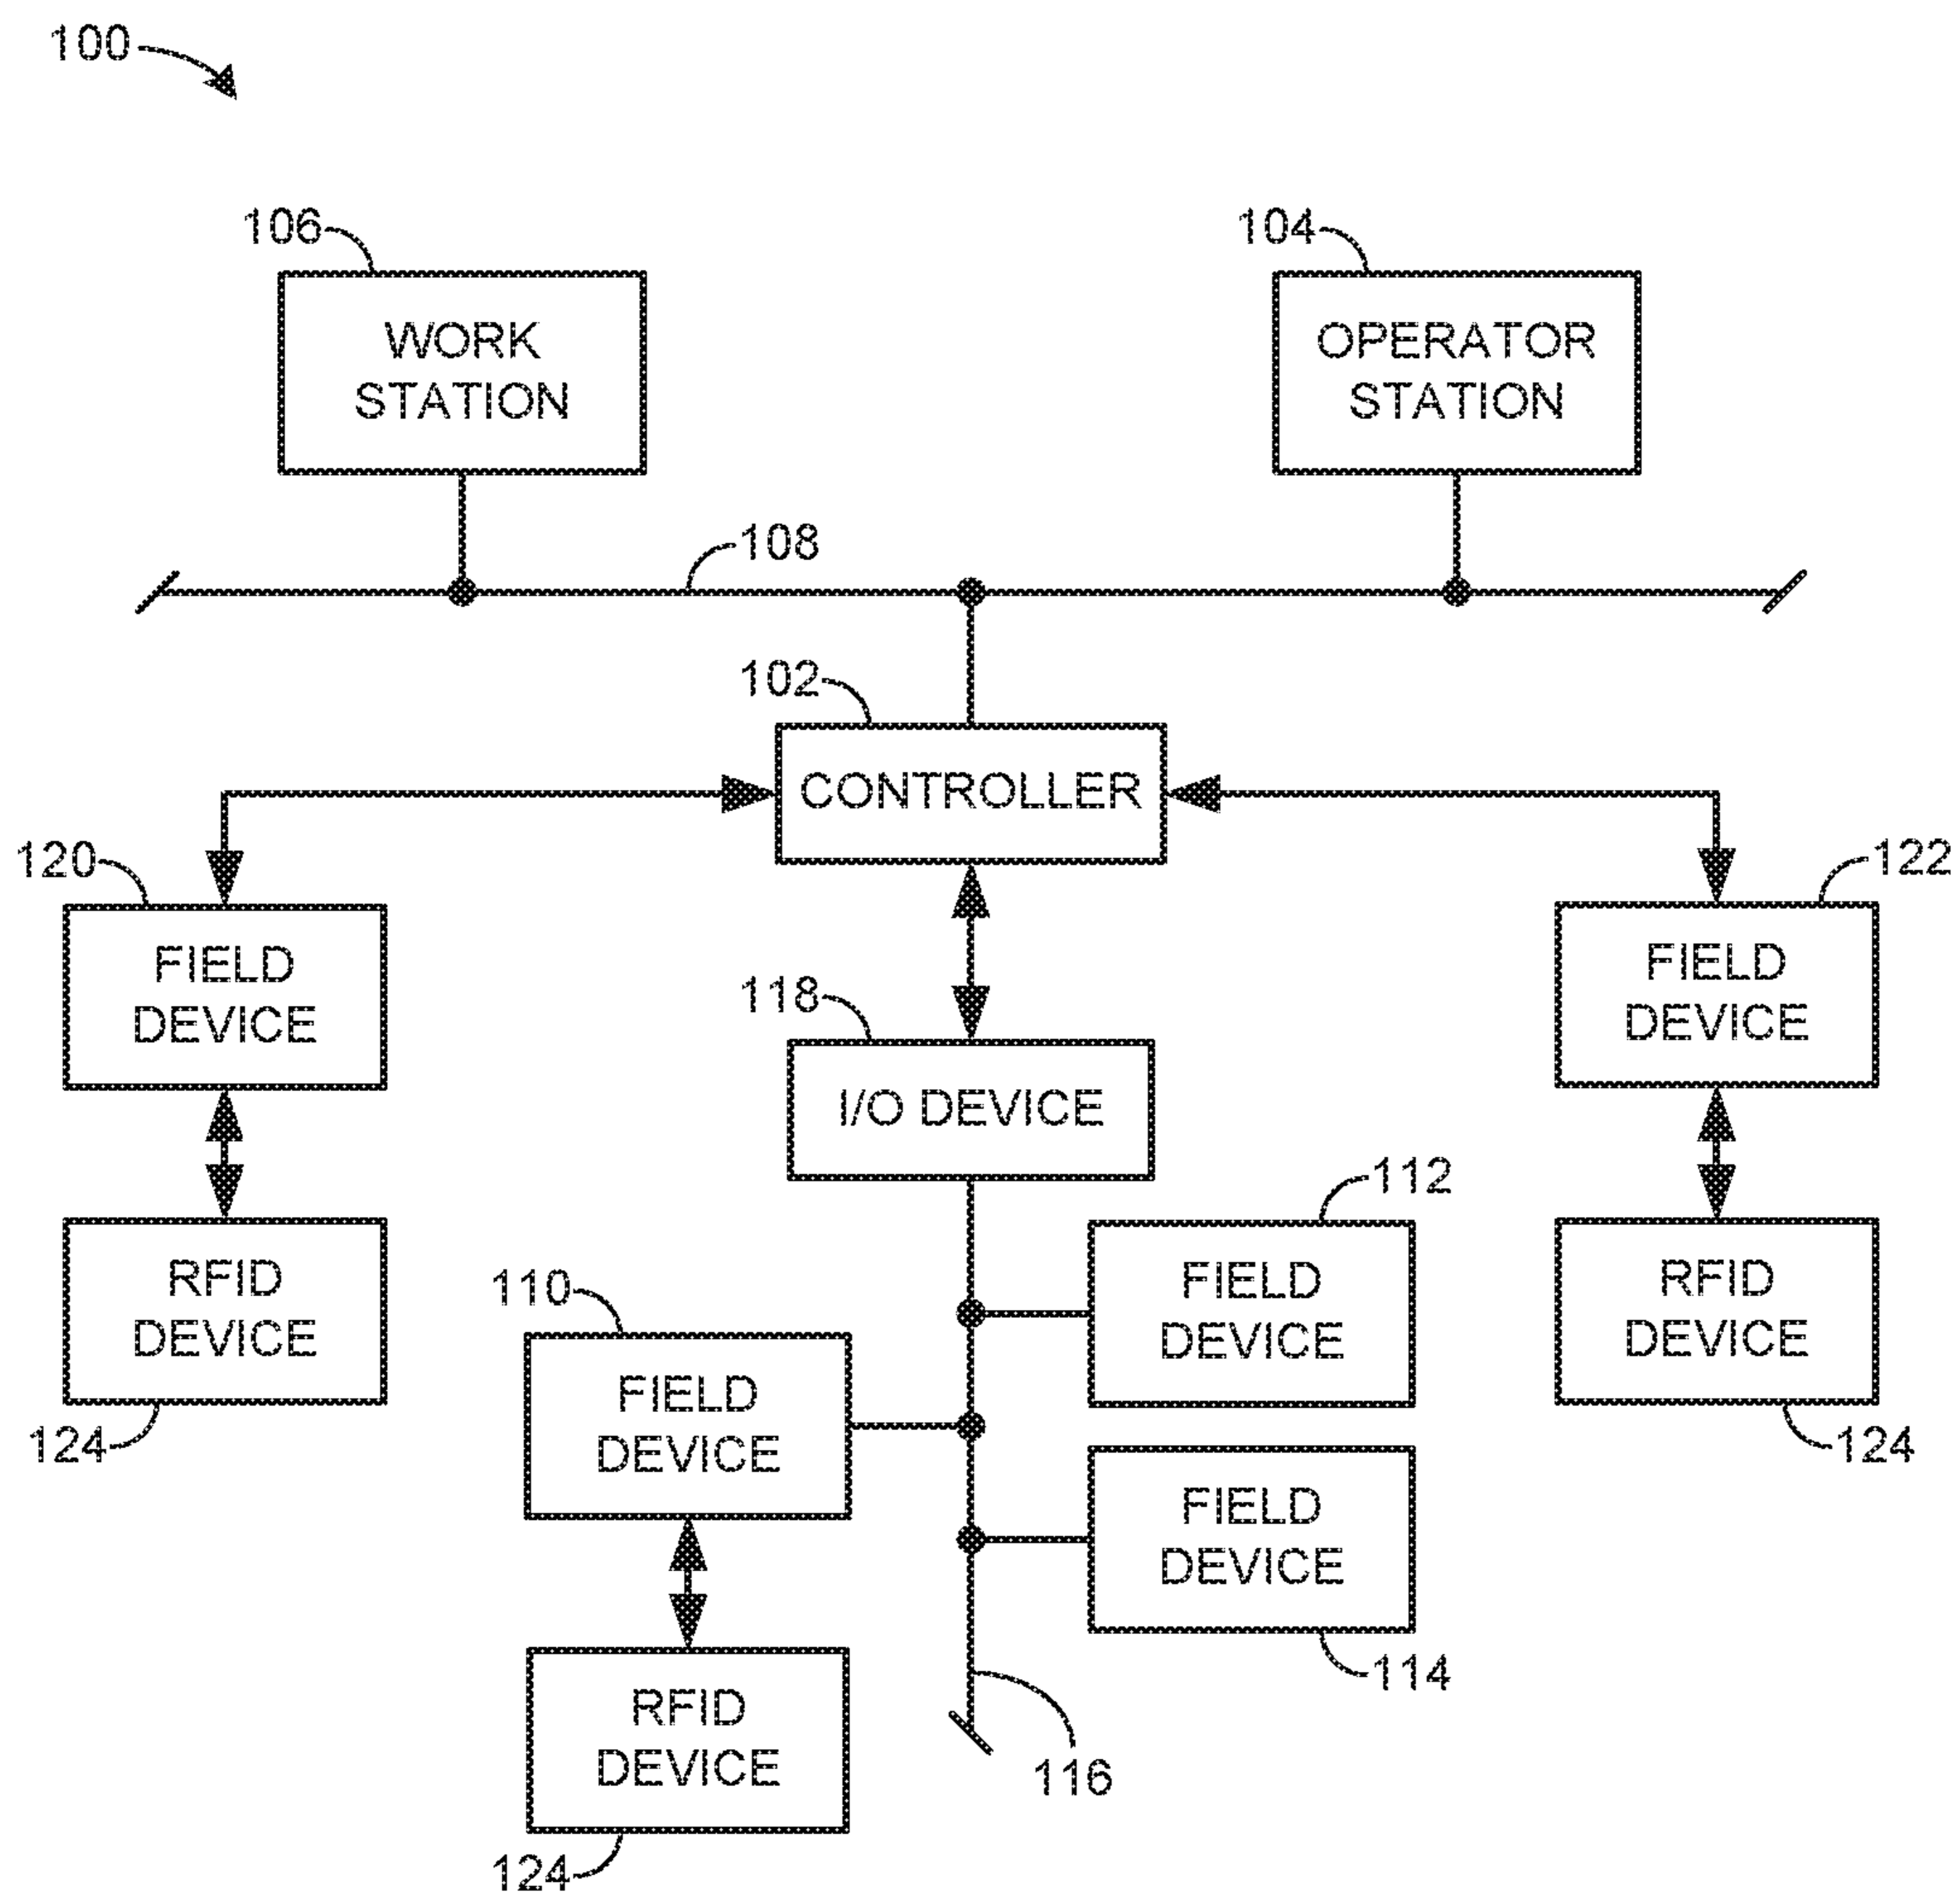 100
106
104
WORK
STATION
OPERATOR
STATION
108
102
CONTROLLER
120
122
FIELD
DEVICE
FIELD
DEVICE
118
I/O DEVICE
112
RFID
DEVICE
110
FIELD
DEVICE
RFID
DEVICE
FIELD
DEVICE
124
124
FIELD
DEVICE
114
RFID
DEVICE
116
124